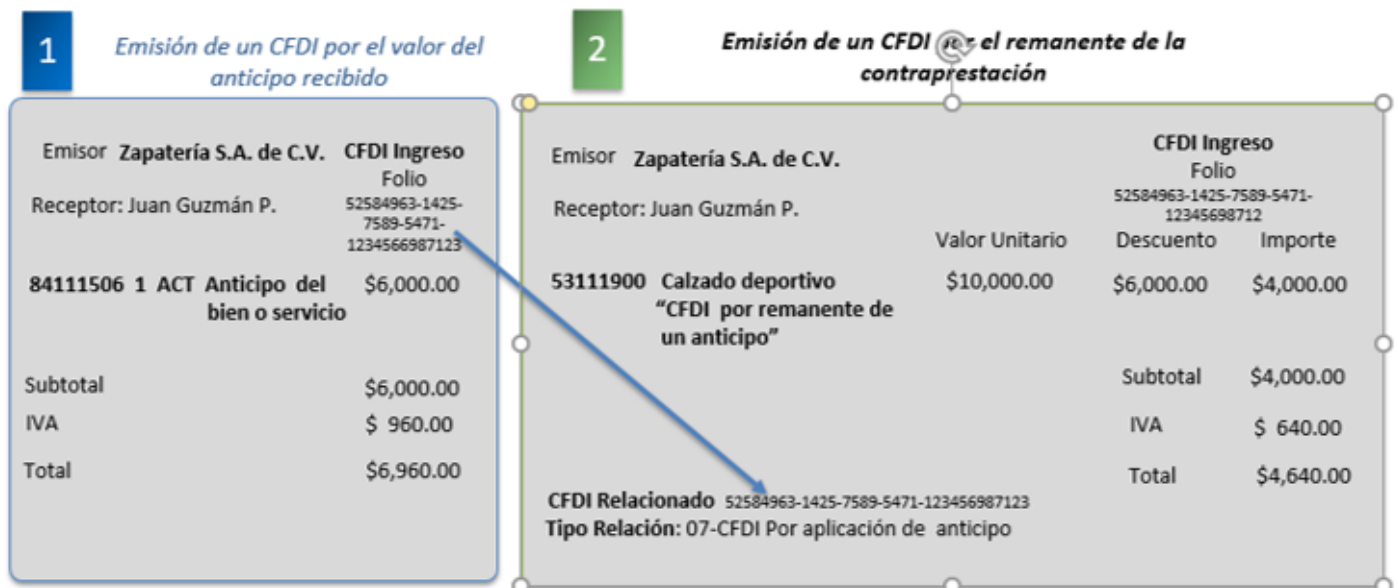 1
Emisión de un CFDI por el valor del
anticipo recibido
Emisor Zapatería S.A. de C.V. CFDI Ingreso
Folio
Receptor: Juan Guzmán P. 52584963-1425-
7589-5471-
1234566987123
84111506 1 ACT Anticipo del $6,000.00
bien o servicio
Subtotal $6,000.00
IVA $ 960.00
Total $6,960.00
2
Emisión de un CFDI por el remanente de la
contraprestación
CFDI Ingreso
Emisor Zapatería S.A. de C.V.
Folio
52584963-1425-7589-5471-
Receptor: Juan Guzmán P.
12345698712
Valor Unitario Descuento Importe
53111900 Calzado deportivo $10,000.00 $6,000.00 $4,000.00
“CFDI por remanente de
un anticipo”
Subtotal $4,000.00
IVA $ 640.00
Total $4,640.00
CFDI Relacionado 52584963-1425-7589-5471-123456987123
Tipo Relación: 07-CFDI Por aplicación de anticipo